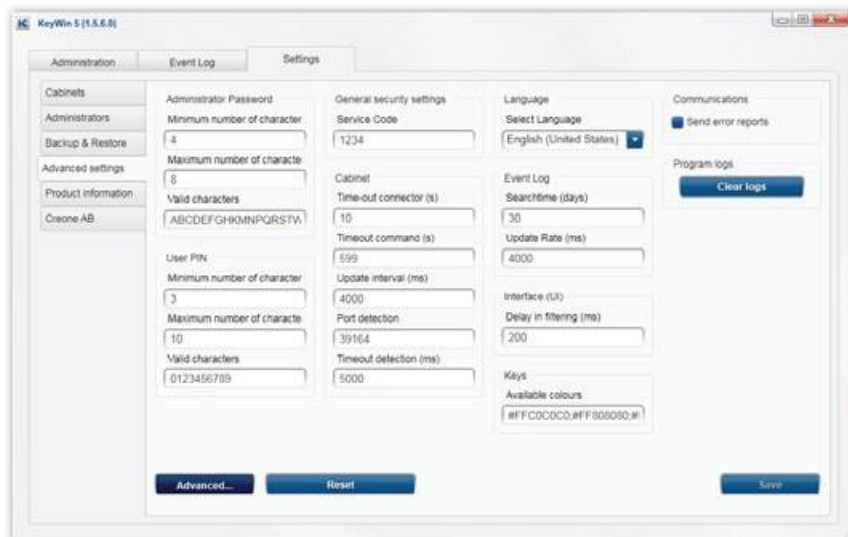 KeyWin 5 (1.5.6.0)
Administration
Event Log
Settings
Cabinets
Administrators
Backup & Restore
Advanced settings
Product information
Creone AB
Administrator Password
Minimum number of character
4
Maximum number of characte
8
Valid characters
ABCDEFGHKMNPQRSTW
User PIN
Minimum number of character
3
Maximum number of characte
10
Valid characters
0123456789
General security settings
Service Code
1234
Cabinet
Time-out connector (s)
10
Timeout command (s)
599
Update interval (ms)
4000
Port detection
39164
Timeout detection (ms)
5000
Language
Select Language
English (United States)
Event Log
Searchtime (days)
30
Update Rate (ms)
4000
Interface (UI)
Delay in filtering (ms)
200
Keys
Available colours
#FFC0C0C0;#FF808080;#
Communications
Send error reports
Program logs
Clear logs
Advanced...
Reset
Save